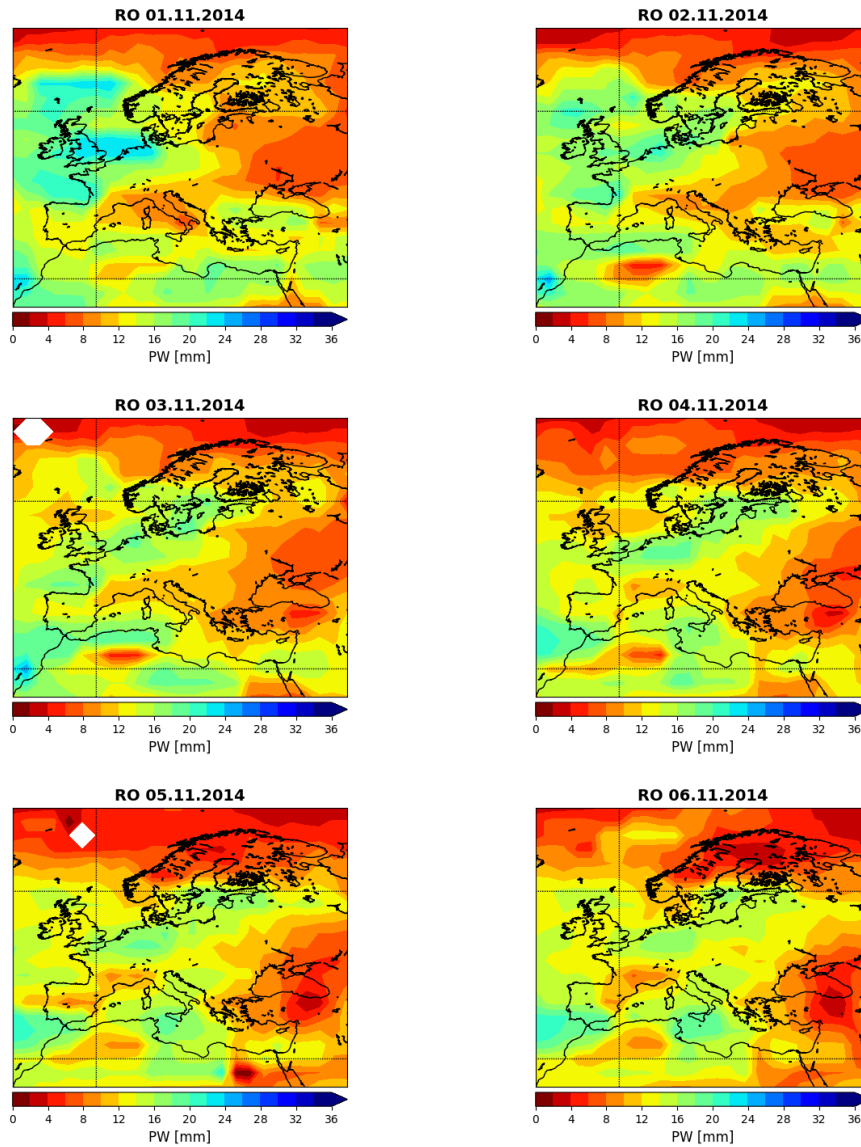 RO 01.11.2014
RO 02.11.2014
0 4 8 12 16 20 24 28 32 36
0 4 8 12 16 20 24 28 32 36
PW [mm]
PW [mm]
RO 03.11.2014
RO 04.11.2014
0 4 8 12 16 20 24 28 32 36
0 4 8 12 16 20 24 28 32 36
PW [mm]
PW [mm]
RO 05.11.2014
RO 06.11.2014
0 4 8 12 16 20 24 28 32 36
0 4 8 12 16 20 24 28 32 36
PW [mm]
PW [mm]